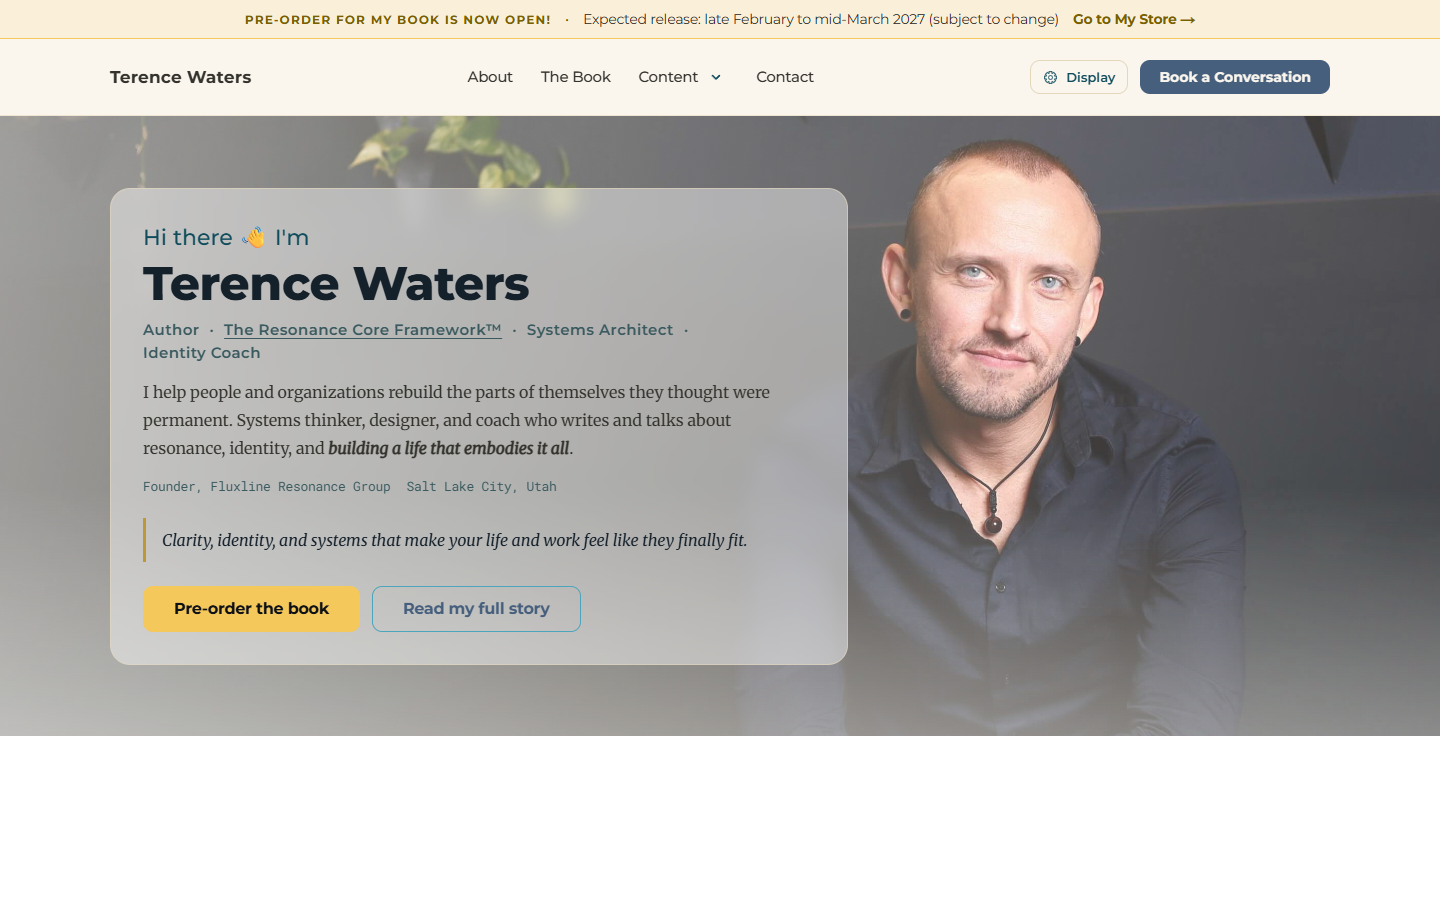 PRE-ORDER FOR MY BOOK IS NOW OPEN! · Expected release: late February to mid-March 2027 (subject to change) Go to My Store →
Terence Waters
About The Book Content Contact
Display
Book a Conversation
Hi there 👋 I'm
Terence Waters
Author · The Resonance Core Framework™ · Systems Architect ·
Identity Coach
I help people and organizations rebuild the parts of themselves they thought were
permanent. Systems thinker, designer, and coach who writes and talks about
resonance, identity, and building a life that embodies it all.
Founder, Fluxline Resonance Group Salt Lake City, Utah
Clarity, identity, and systems that make your life and work feel like they finally fit.
Pre-order the book
Read my full story